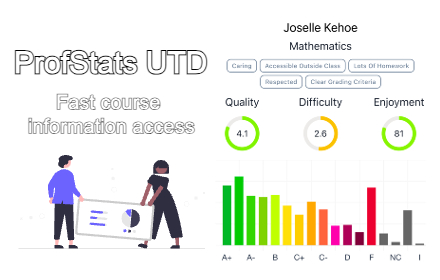 ProfStats UTD
Fast course
information access
Joselle Kehoe
Mathematics
Caring
Accessible Outside Class
Lots Of Homework
Respected
Clear Grading Criteria
Quality
Difficulty
Enjoyment
4.1
2.6
81
A+ A- B C+ C- D F NC I